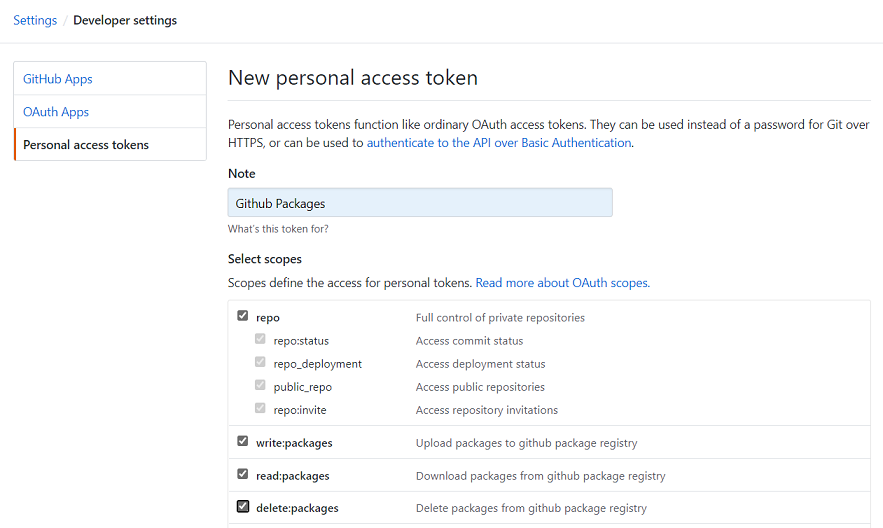 Settings / Developer settings
GitHub Apps
OAuth Apps
Personal access tokens
New personal access token
Personal access tokens function like ordinary OAuth access tokens. They can be used instead of a password for Git over
HTTPS, or can be used to authenticate to the API over Basic Authentication.
Note
Github Packages
What's this token for?
Select scopes
Scopes define the access for personal tokens. Read more about OAuth scopes.
repo Full control of private repositories
repo:status Access commit status
repo_deployment Access deployment status
public_repo Access public repositories
repo:invite Access repository invitations
write:packages Upload packages to github package registry
read:packages Download packages from github package registry
delete:packages Delete packages from github package registry